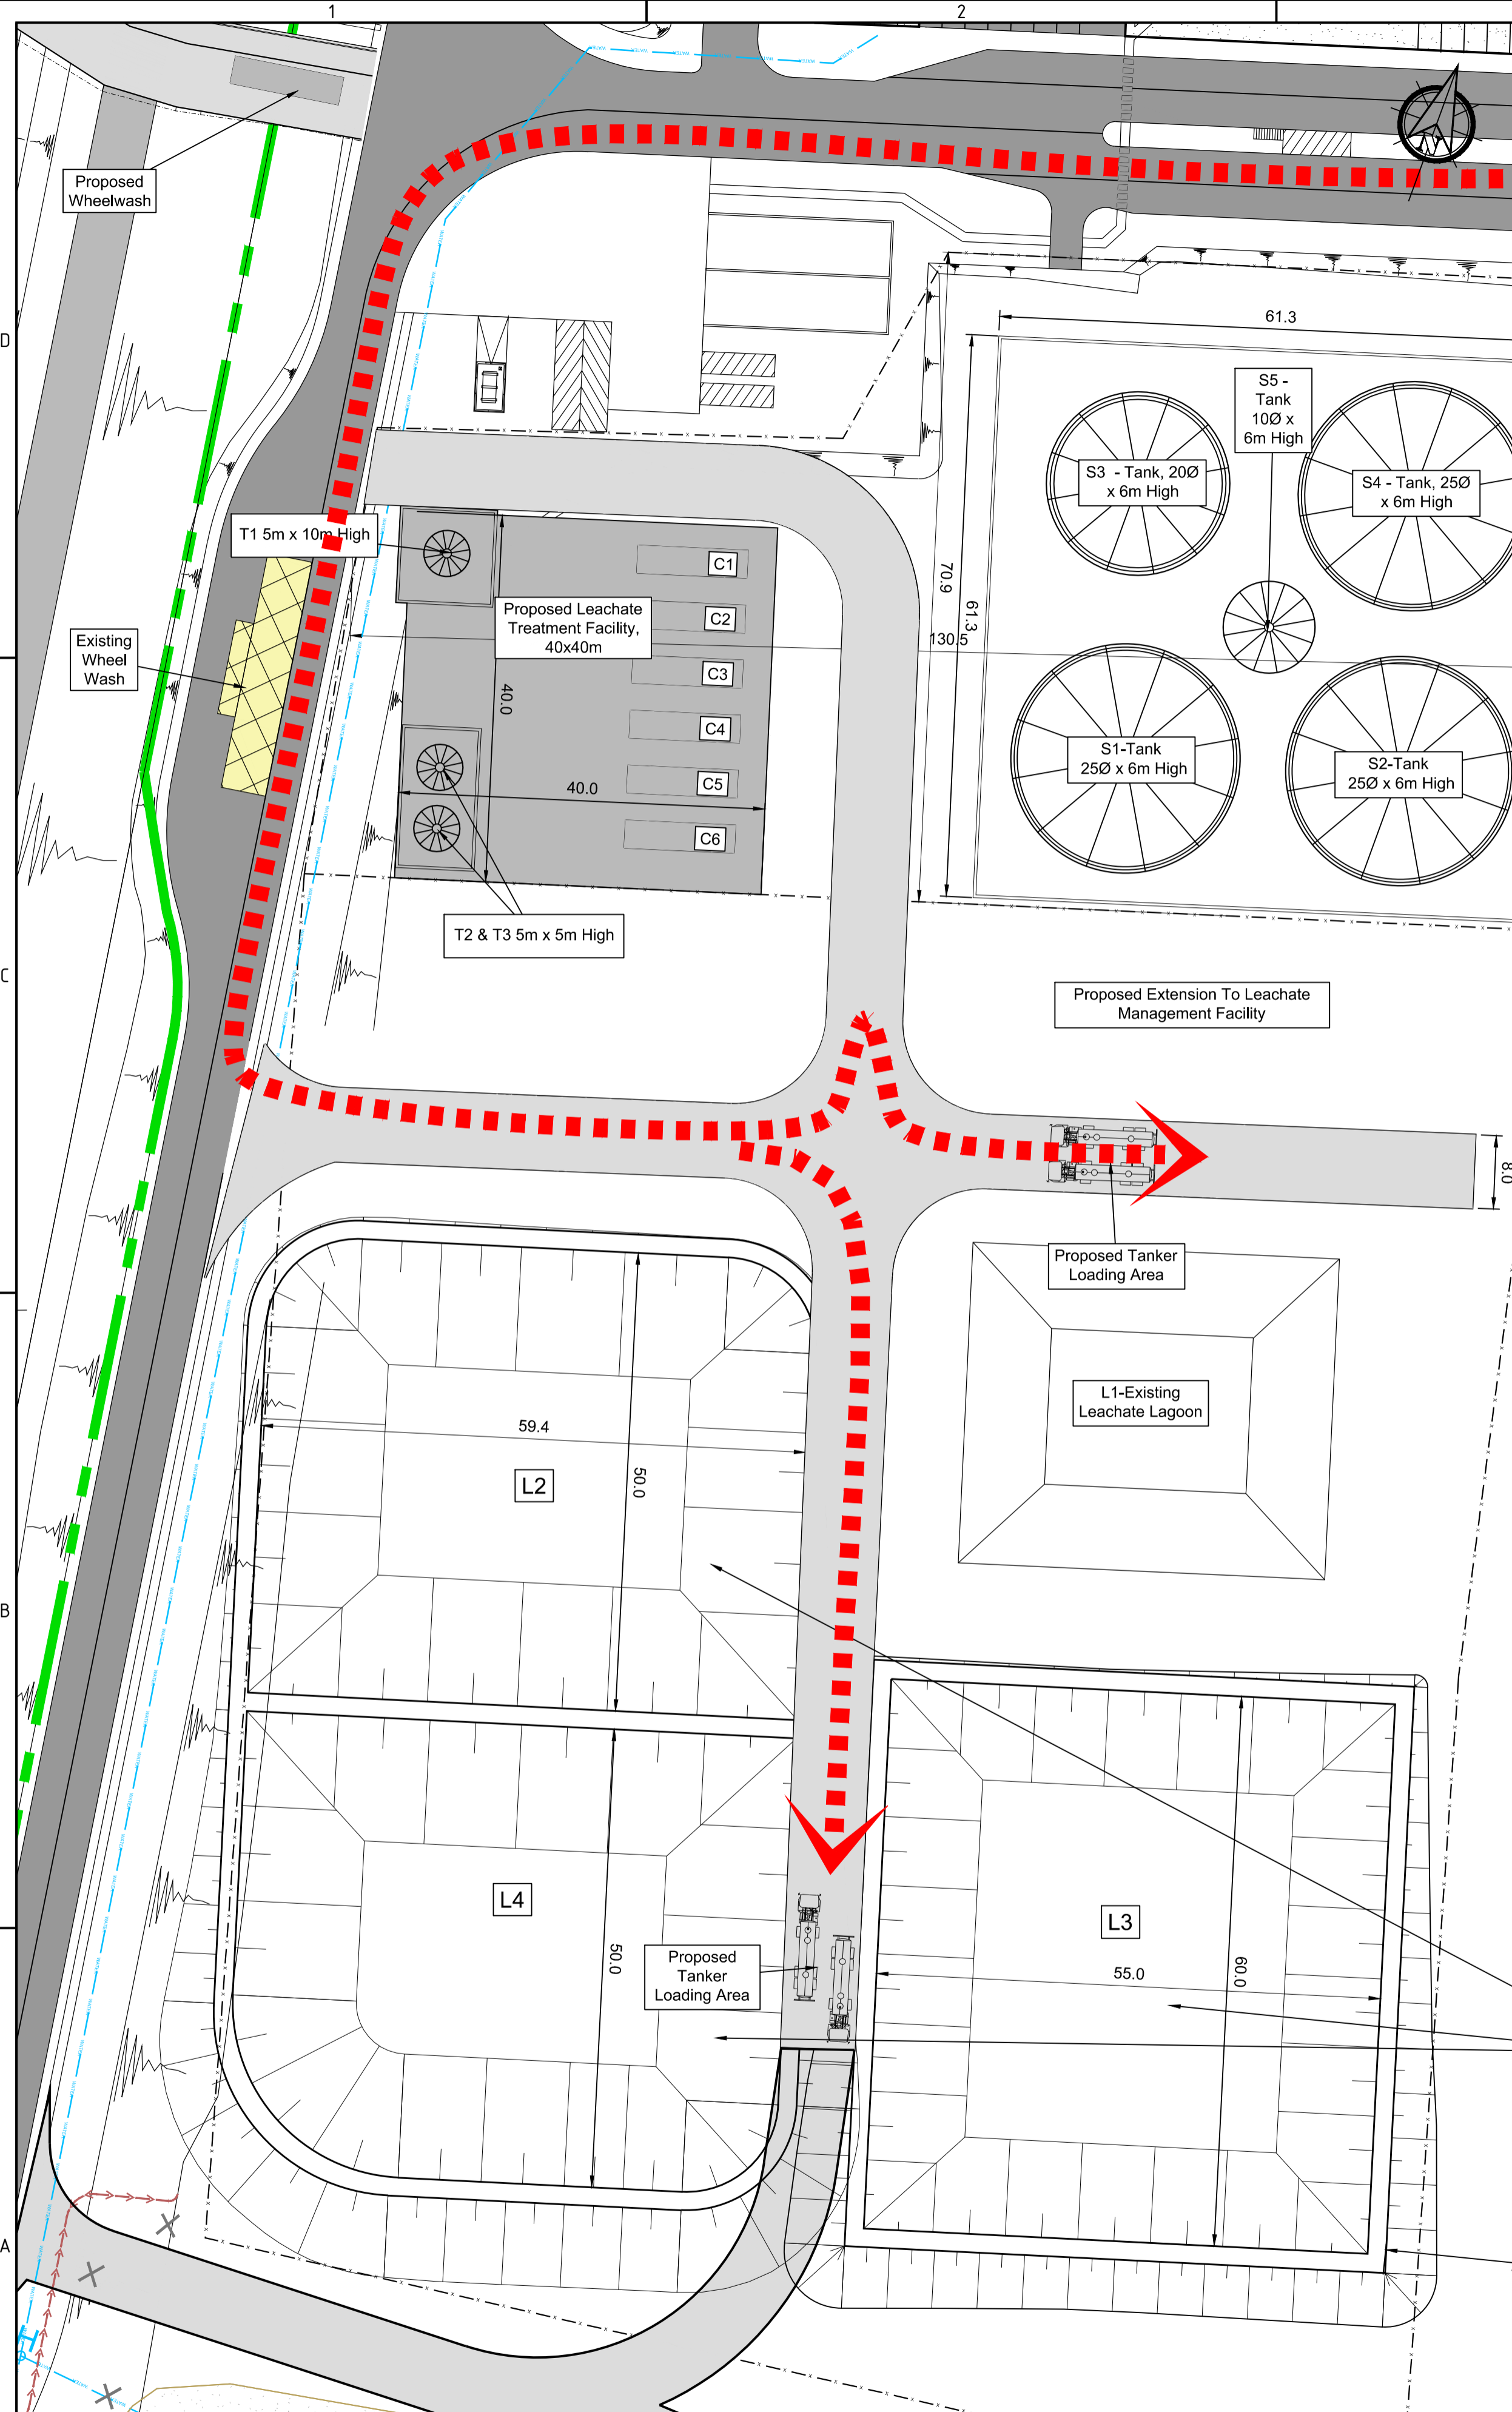 1
2
Proposed
Wheelwash
D
61.3
S5 -
Tank
10Ø x
6m High
S3 - Tank, 20Ø
x 6m High
S4 - Tank, 25Ø
x 6m High
T1 5m x 10m High
C1
70.9
61.3
Proposed Leachate
Treatment Facility,
40x40m
C2
130.5
Existing
Wheel
Wash
C3
40.0
C4
S1-Tank
25Ø x 6m High
S2-Tank
25Ø x 6m High
40.0
C5
C6
T2 & T3 5m x 5m High
C
Proposed Extension To Leachate
Management Facility
8.0
Proposed Tanker
Loading Area
L1-Existing
Leachate Lagoon
59.4
L2
50.0
B
L4
L3
50.0
Proposed
Tanker
Loading Area
55.0
60.0
A